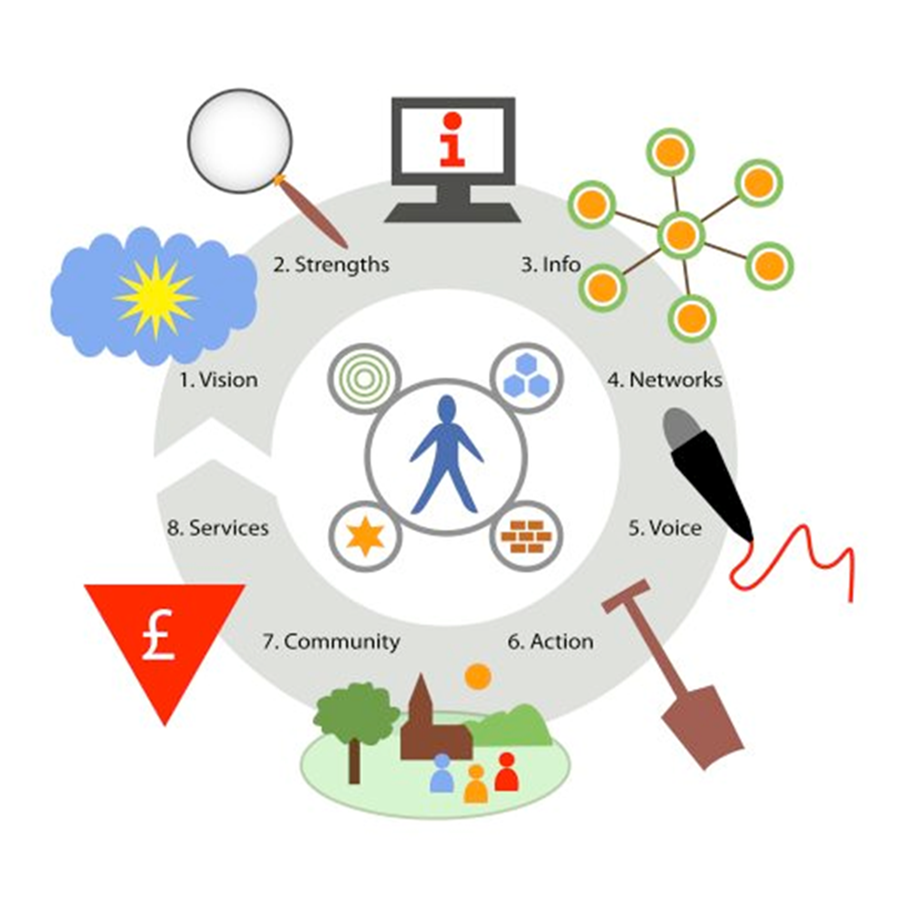 i
2. Strengths
3. Info
1. Vision
4. Networks
8. Services
5. Voice
£
7. Community
6. Action